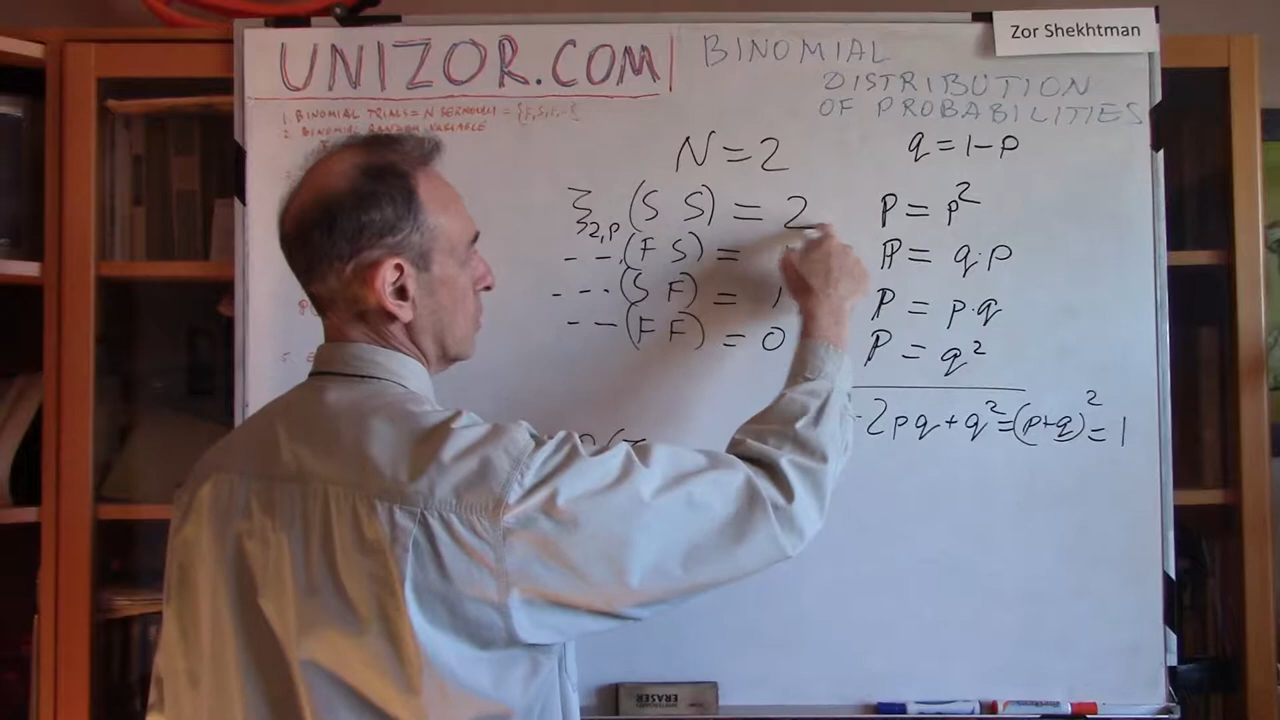 Zor Shekhtman
UNIZOR.COM
BINOMIAL
DISTRIBUTION
OF PROBABILITIES
1. BINOMIAL TRIALS = N BERNOULLI = {F,S,F,...}
2. BINOMIAL RANDOM VARIABLE
N=2
q=1-p
ξ2,p (S S) = 2 P = p²
---(F S) = P = q·p
---(S F) = 1 P = p·q
--(F F) = 0 P = q²
2pq+q²=(p+q)²=1
5.
ERASER